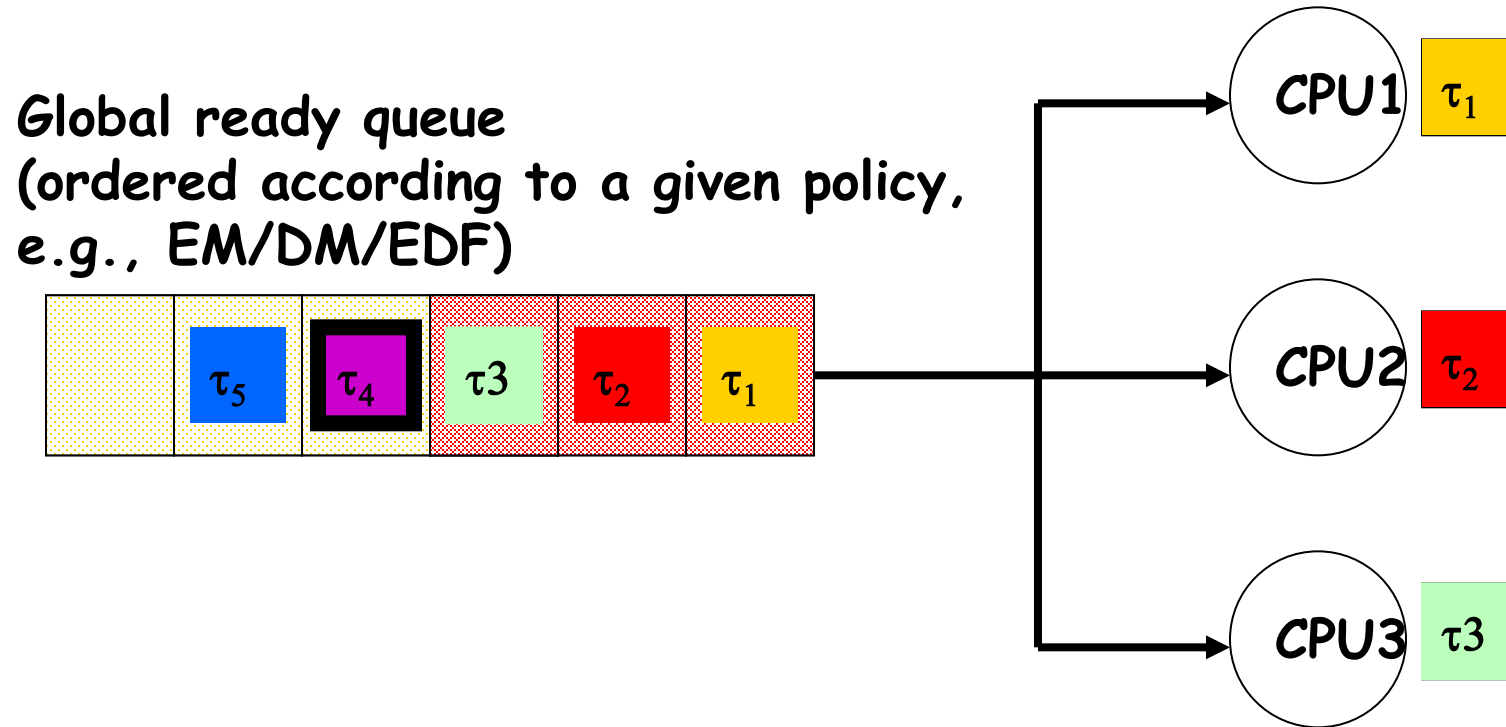 Global ready queue
(ordered according to a given policy,
e.g., EM/DM/EDF)
τ5 τ4 τ3 τ2 τ1
CPU1 τ1
CPU2 τ2
CPU3 τ3